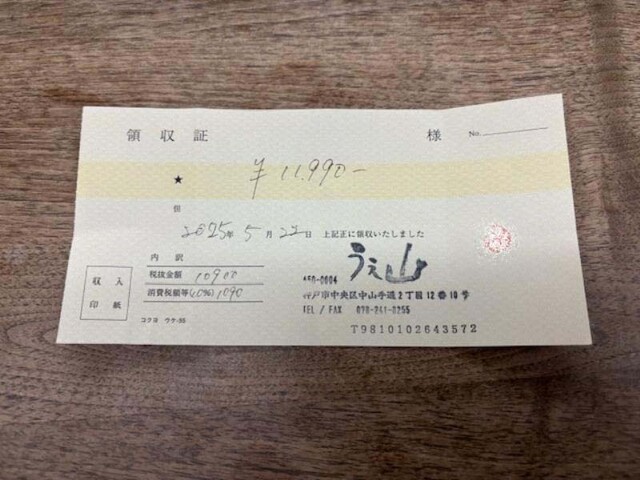 領収証 様 No.
★ ¥11,990-
但
2025年5月22日 上記正に領収いたしました
内訳
税抜金額 10900
消費税額等(10%) 1090
収入
印紙
コクヨ ウケ-55
うえ山
650-0004
神戸市中央区中山手通2丁目12番10号
TEL / FAX 078-241-0255
T9810102643572